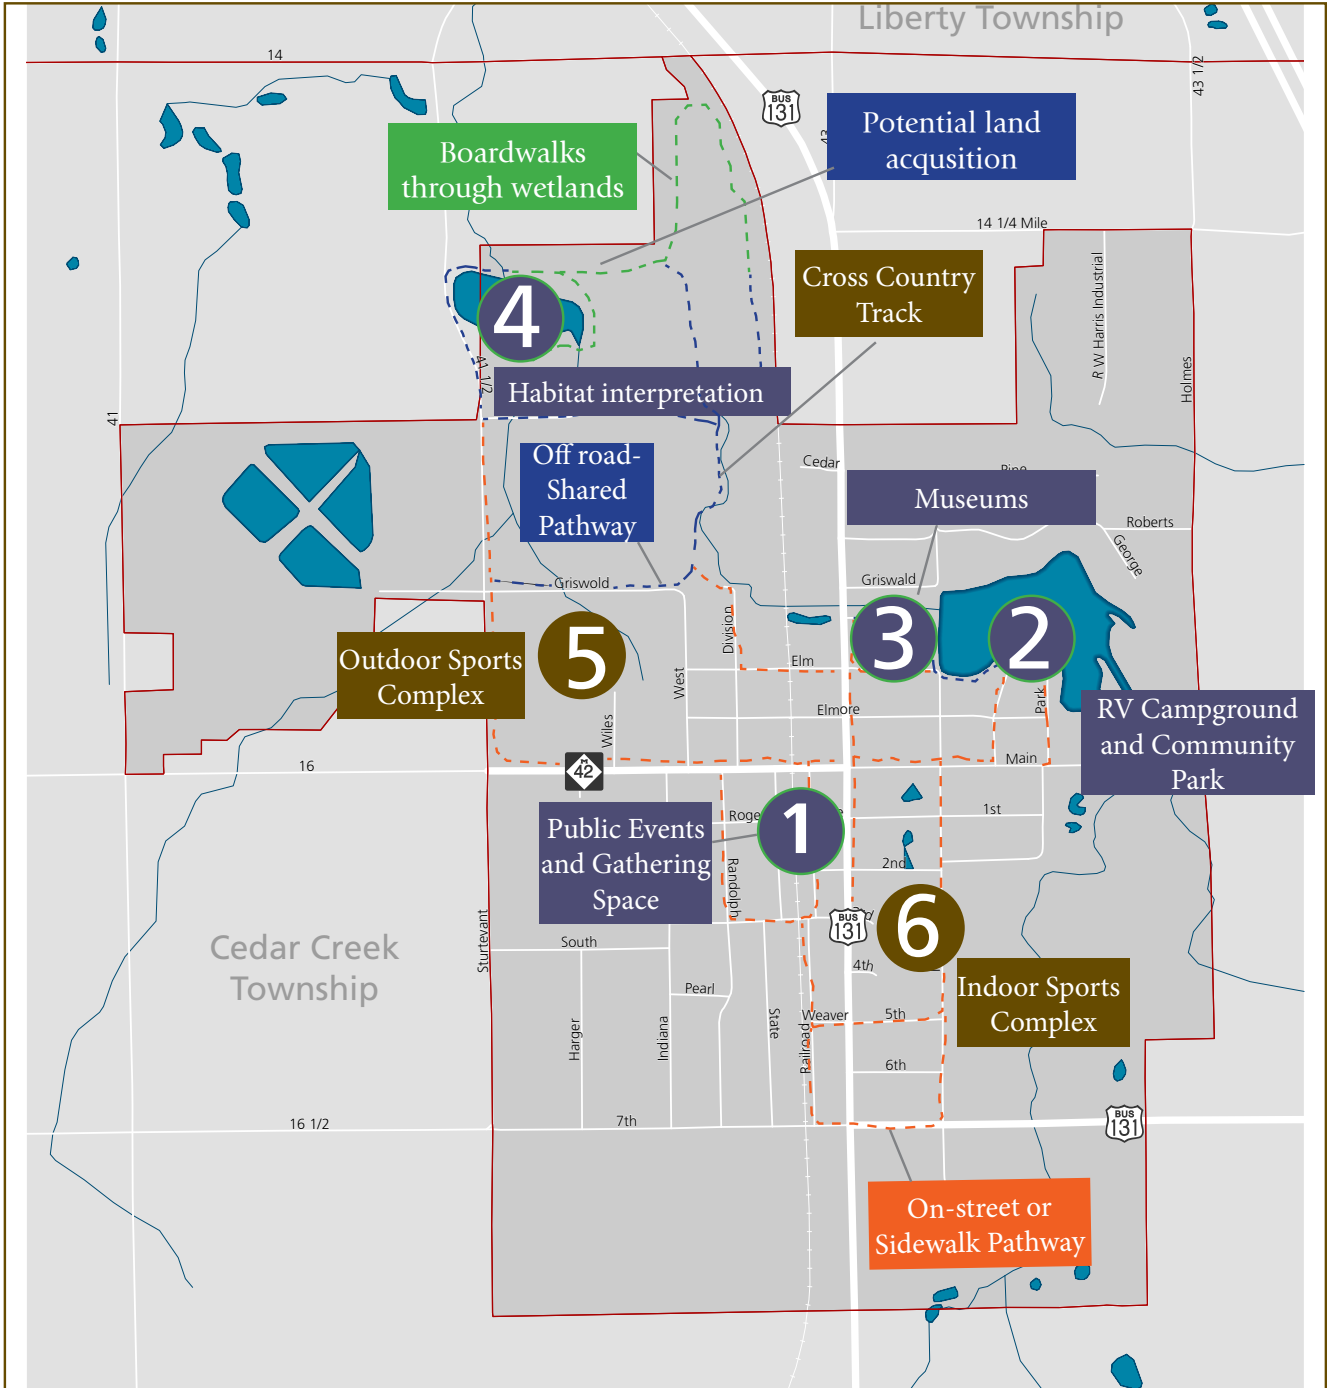 Liberty Township
14
43 1/2
BUS
131
43
Potential land
acqusition
Boardwalks
through wetlands
14 1/4 Mile
Cross Country
Track
R W Harris Industrial
Holmes
4
41 1/2
Habitat interpretation
41
Off road-
Shared
Pathway
Cedar
Pine
Museums
Roberts
George
Griswold
Griswald
Division
3
2
5
Outdoor Sports
Complex
Elm
West
Park
Elmore
Wiles
RV Campground
and Community
Park
16
M
42
Main
Public Events
and Gathering
Space
Roge
1
1st
2nd
Randolph
BUS
131
6
Sturtevant
Cedar Creek
Township
South
4th
Pearl
Indoor Sports
Complex
Harger
Indiana
State
Railroad
Weaver
5th
6th
16 1/2
7th
BUS
131
On-street or
Sidewalk Pathway